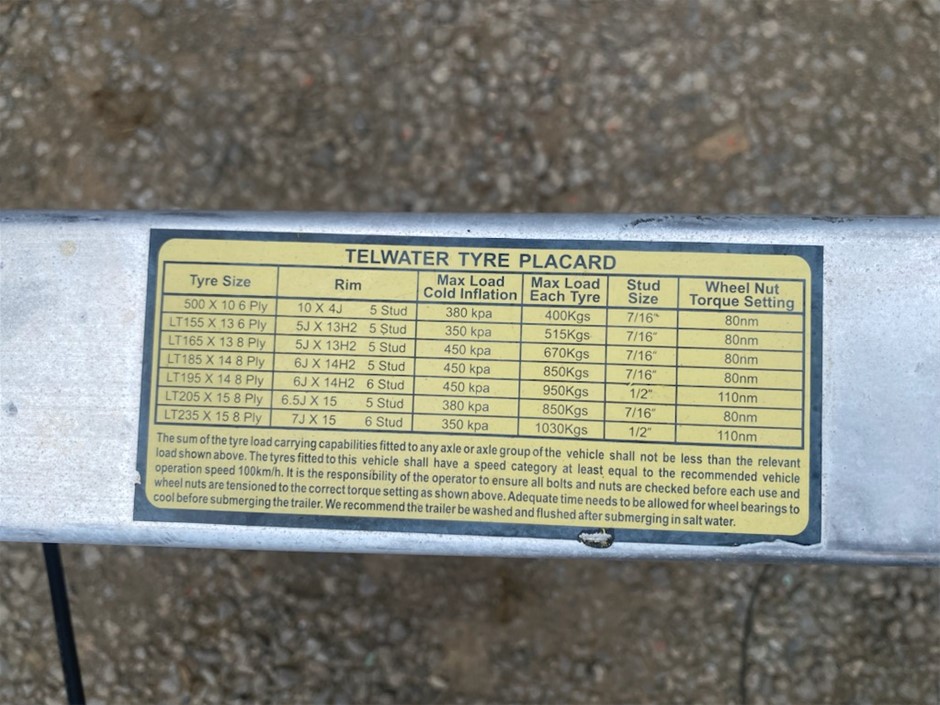 TELWATER TYRE PLACARD
Tyre Size Rim Max Load Cold Inflation Max Load Each Tyre Stud Size Wheel Nut Torque Setting
500 X 10 6 Ply 10 X 4J 5 Stud 380 kpa 400Kgs 7/16" 80nm
LT155 X 13 6 Ply 5J X 13H2 5 Stud 350 kpa 515Kgs 7/16" 80nm
LT165 X 13 8 Ply 5J X 13H2 5 Stud 450 kpa 670Kgs 7/16" 80nm
LT185 X 14 8 Ply 6J X 14H2 5 Stud 450 kpa 850Kgs 7/16" 80nm
LT195 X 14 8 Ply 6J X 14H2 6 Stud 450 kpa 950Kgs 1/2" 110nm
LT205 X 15 8 Ply 6.5J X 15 5 Stud 380 kpa 850Kgs 7/16" 80nm
LT235 X 15 8 Ply 7J X 15 6 Stud 350 kpa 1030Kgs 1/2" 110nm
The sum of the tyre load carrying capabilities fitted to any axle or axle group of the vehicle shall not be less than the relevant
load shown above. The tyres fitted to this vehicle shall have a speed category at least equal to the recommended vehicle
operation speed 100km/h. It is the responsibility of the operator to ensure all bolts and nuts are checked before each use and
wheel nuts are tensioned to the correct torque setting as shown above. Adequate time needs to be allowed for wheel bearings to
cool before submerging the trailer. We recommend the trailer be washed and flushed after submerging in salt water.